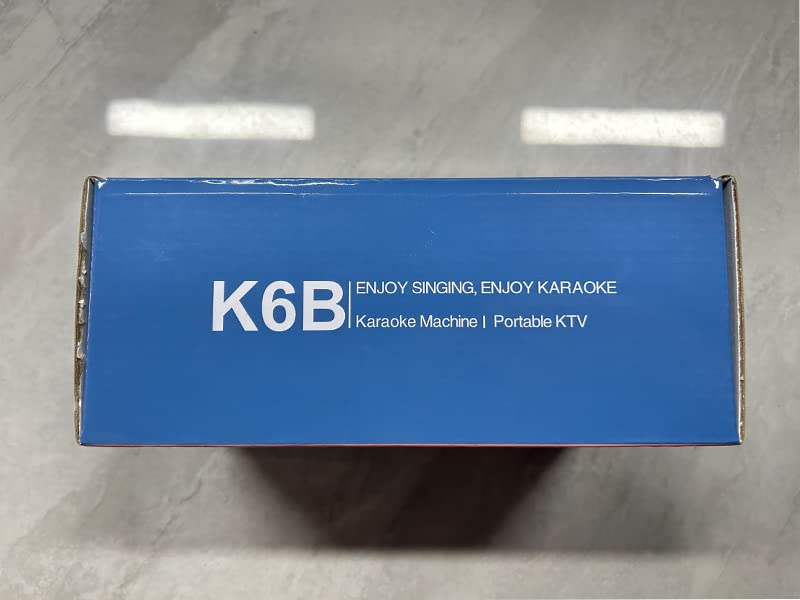 K6B
ENJOY SINGING, ENJOY KARAOKE
Karaoke Machine | Portable KTV